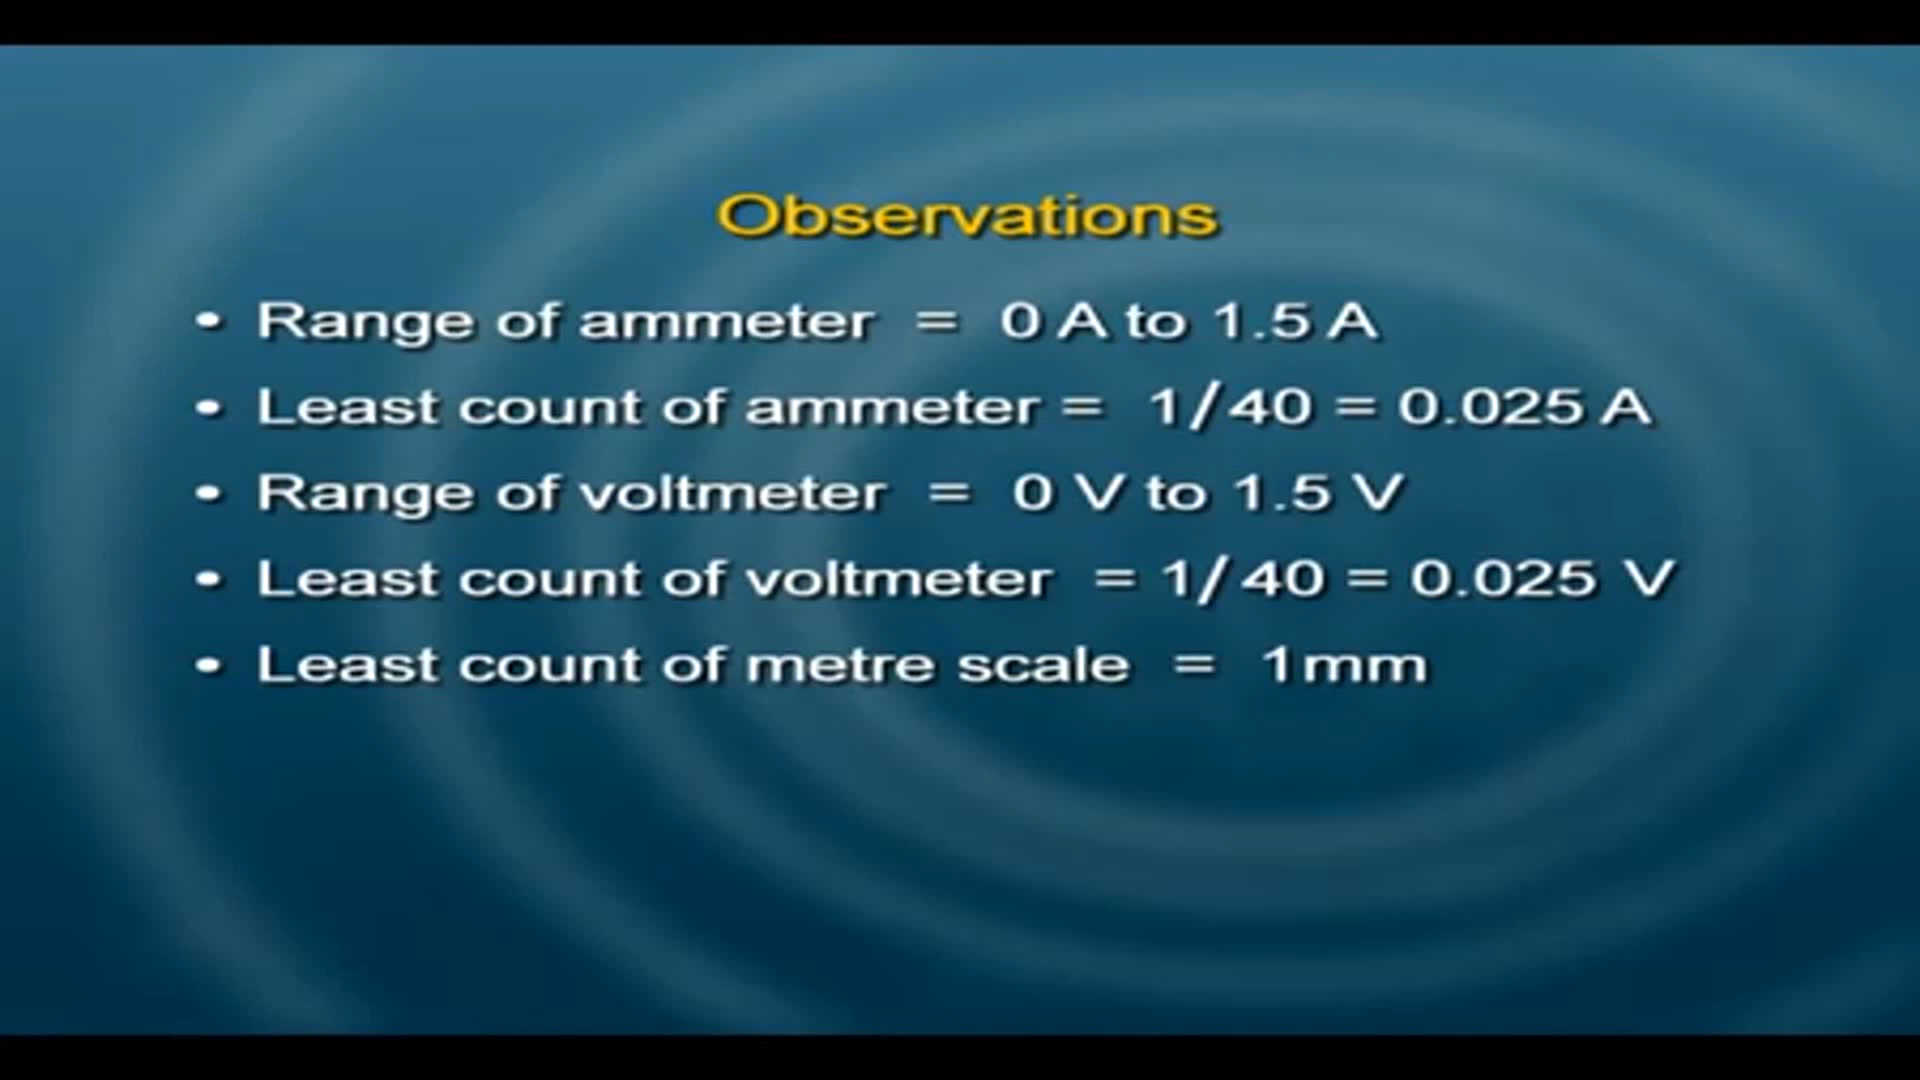 Observations
• Range of ammeter = 0 A to 1.5 A
• Least count of ammeter = 1/40 = 0.025 A
• Range of voltmeter = 0 V to 1.5 V
• Least count of voltmeter = 1/40 = 0.025 V
• Least count of metre scale = 1mm